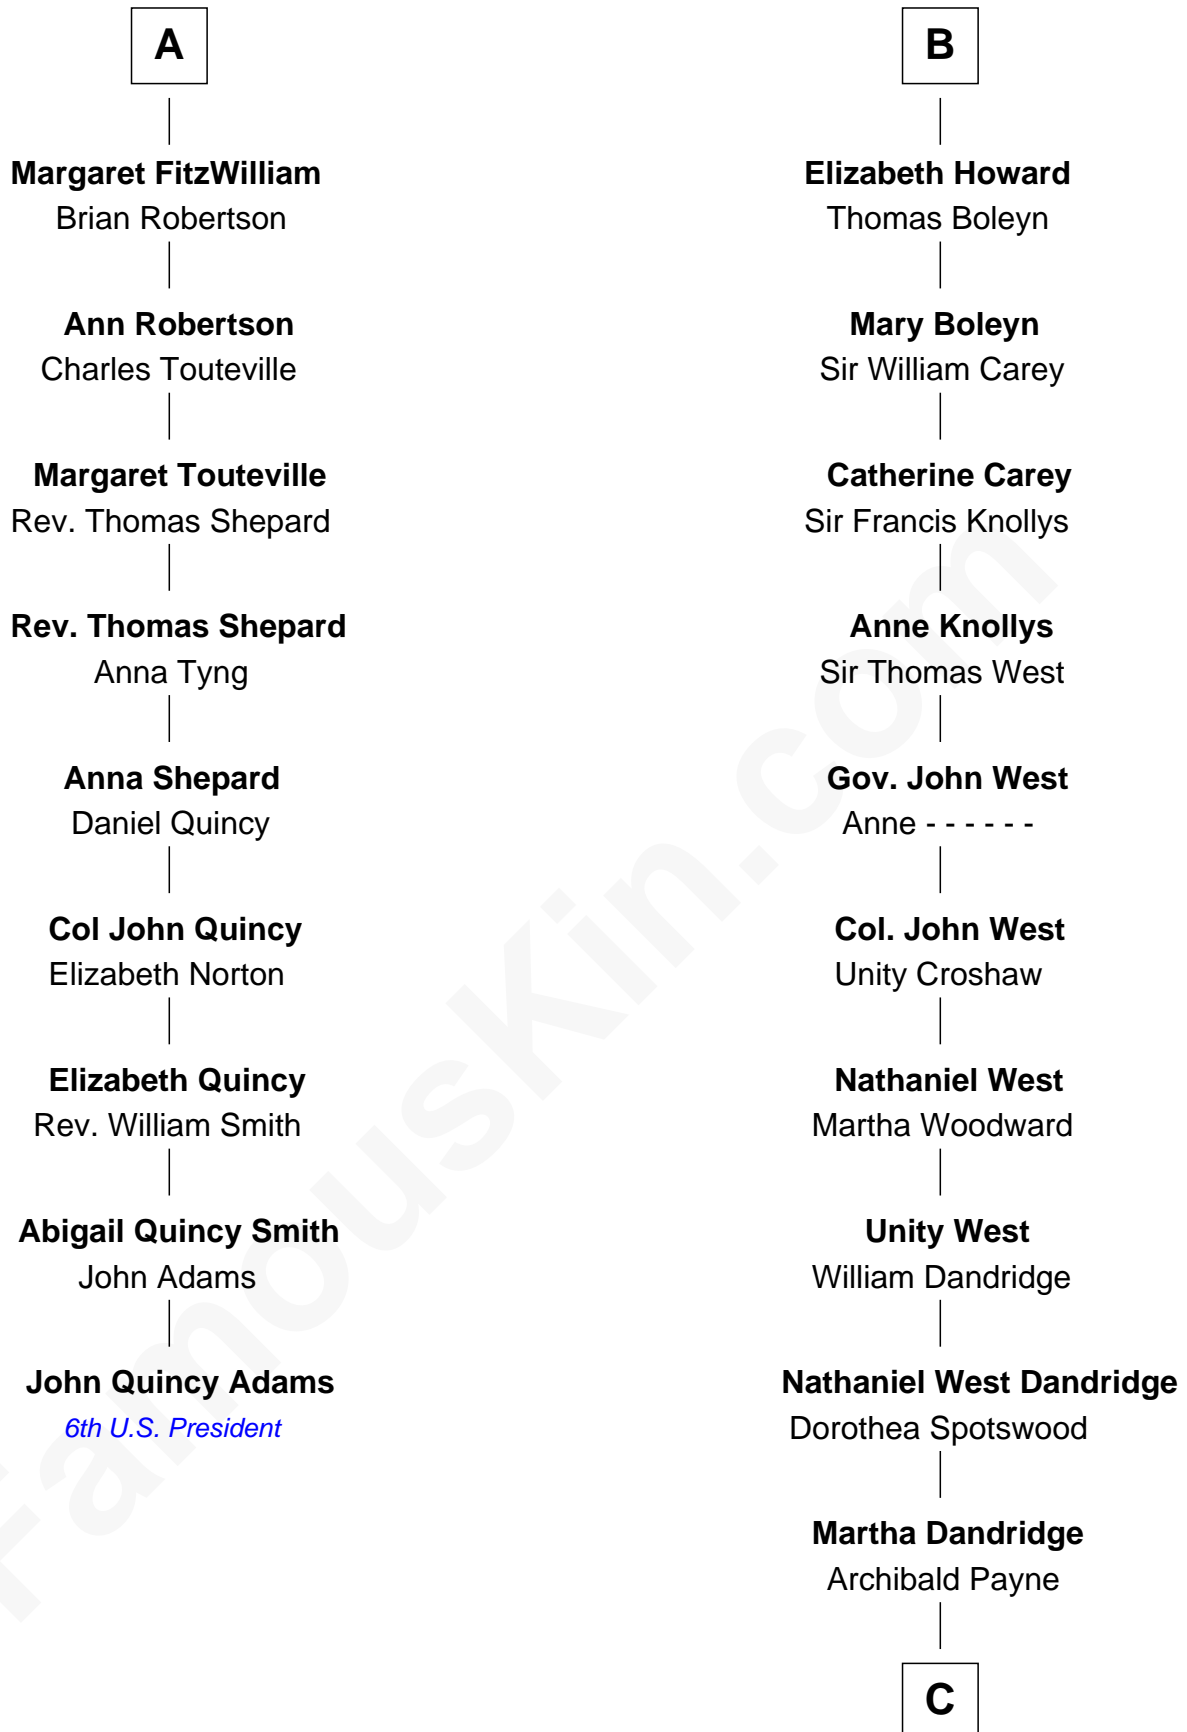 A
Margaret FitzWilliam
Brian Robertson
Ann Robertson
Charles Touteville
Margaret Touteville
Rev. Thomas Shepard
Rev. Thomas Shepard
Anna Tyng
Anna Shepard
Daniel Quincy
Col John Quincy
Elizabeth Norton
Elizabeth Quincy
Rev. William Smith
Abigail Quincy Smith
John Adams
John Quincy Adams
6th U.S. President
B
Elizabeth Howard
Thomas Boleyn
Mary Boleyn
Sir William Carey
Catherine Carey
Sir Francis Knollys
Anne Knollys
Sir Thomas West
Gov. John West
Anne - - - - - -
Col. John West
Unity Croshaw
Nathaniel West
Martha Woodward
Unity West
William Dandridge
Nathaniel West Dandridge
Dorothea Spotswood
Martha Dandridge
Archibald Payne
C
FamousKin.com